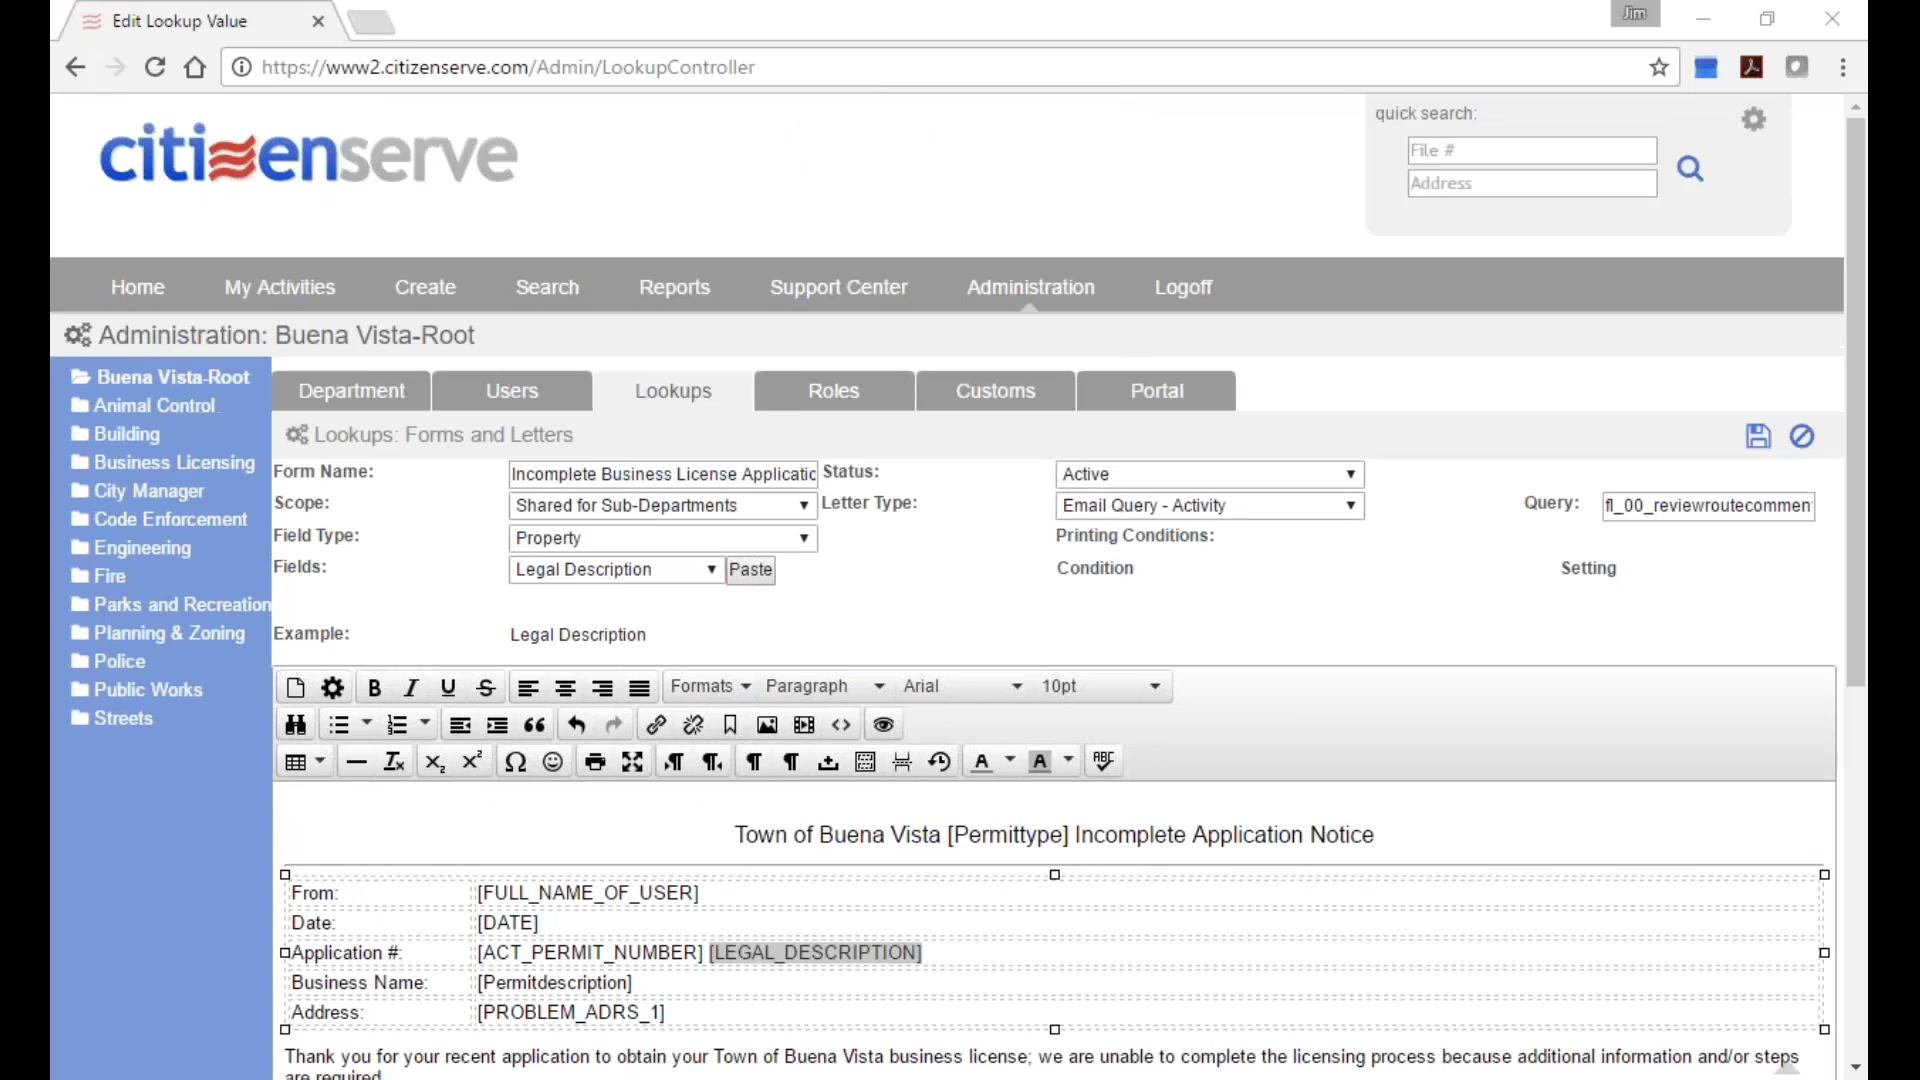 Edit Lookup Value
Jim
https://www2.citizenserve.com/Admin/LookupController
citizenserve
quick search:
File #
Address
Home My Activities Create Search Reports Support Center Administration Logoff
Administration: Buena Vista-Root
Buena Vista-Root
Animal Control
Building
Business Licensing
City Manager
Code Enforcement
Engineering
Fire
Parks and Recreation
Planning & Zoning
Police
Public Works
Streets
Department Users Lookups Roles Customs Portal
Lookups: Forms and Letters
Form Name: Incomplete Business License Applicatic Status: Active
Scope: Shared for Sub-Departments Letter Type: Email Query - Activity Query: fl_00_reviewroutecomment
Field Type: Property Printing Conditions:
Fields: Legal Description Paste Condition Setting
Example: Legal Description
Formats Paragraph Arial 10pt
Town of Buena Vista [Permittype] Incomplete Application Notice
From: [FULL_NAME_OF_USER]
Date: [DATE]
Application #: [ACT_PERMIT_NUMBER] [LEGAL_DESCRIPTION]
Business Name: [Permitdescription]
Address: [PROBLEM_ADRS_1]
Thank you for your recent application to obtain your Town of Buena Vista business license; we are unable to complete the licensing process because additional information and/or steps
are required